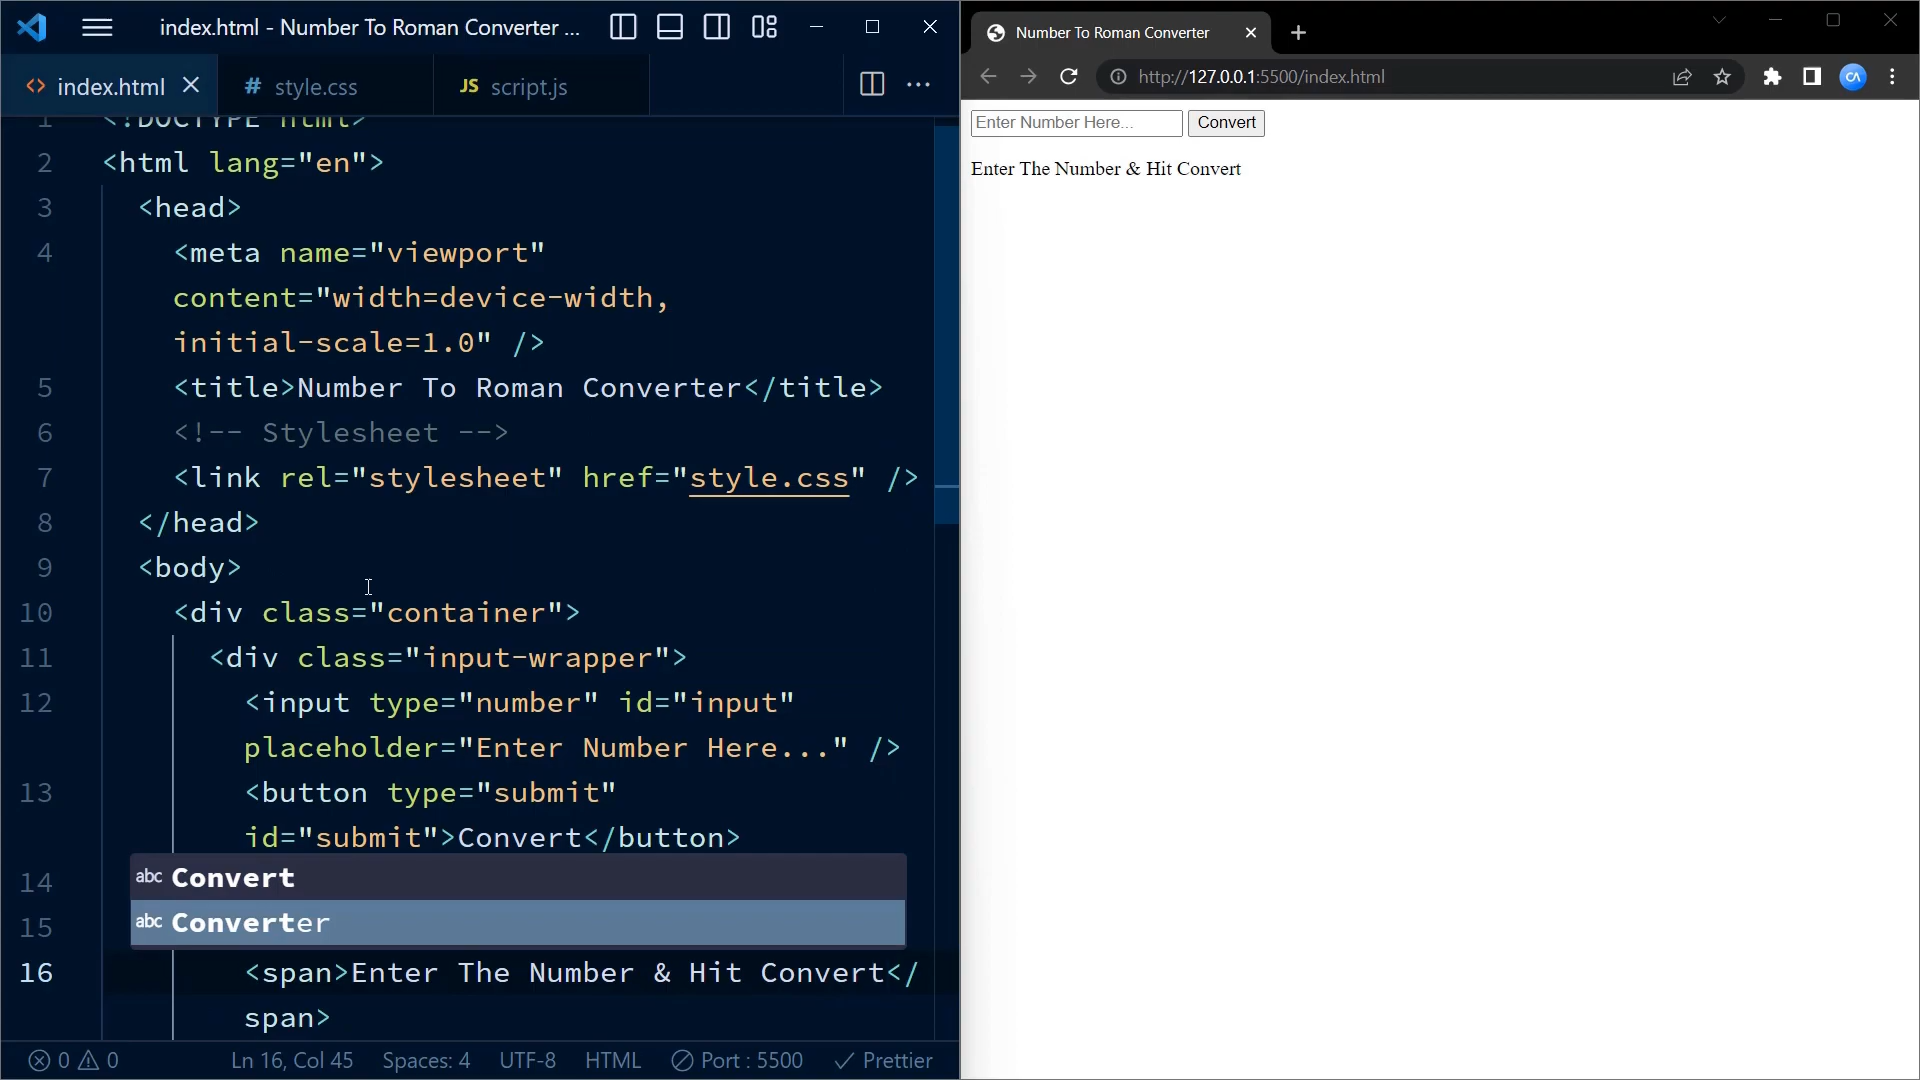 index.html - Number To Roman Converter ...
index.html
# style.css
JS script.js
1 <!DOCTYPE html>
2 <html lang="en">
3 <head>
4 <meta name="viewport"
content="width=device-width,
initial-scale=1.0" />
5 <title>Number To Roman Converter</title>
6 <!-- Stylesheet -->
7 <link rel="stylesheet" href="style.css" />
8 </head>
9 <body>
10 <div class="container">
11 <div class="input-wrapper">
12 <input type="number" id="input"
placeholder="Enter Number Here..." />
13 <button type="submit"
id="submit">Convert</button>
abc Convert
14
abc Converter
15
16 <span>Enter The Number & Hit Convert</
span>
0 0 Ln 16, Col 45 Spaces: 4 UTF-8 HTML Port : 5500 Prettier
Number To Roman Converter
http://127.0.0.1:5500/index.html
CA
Enter Number Here...
Convert
Enter The Number & Hit Convert